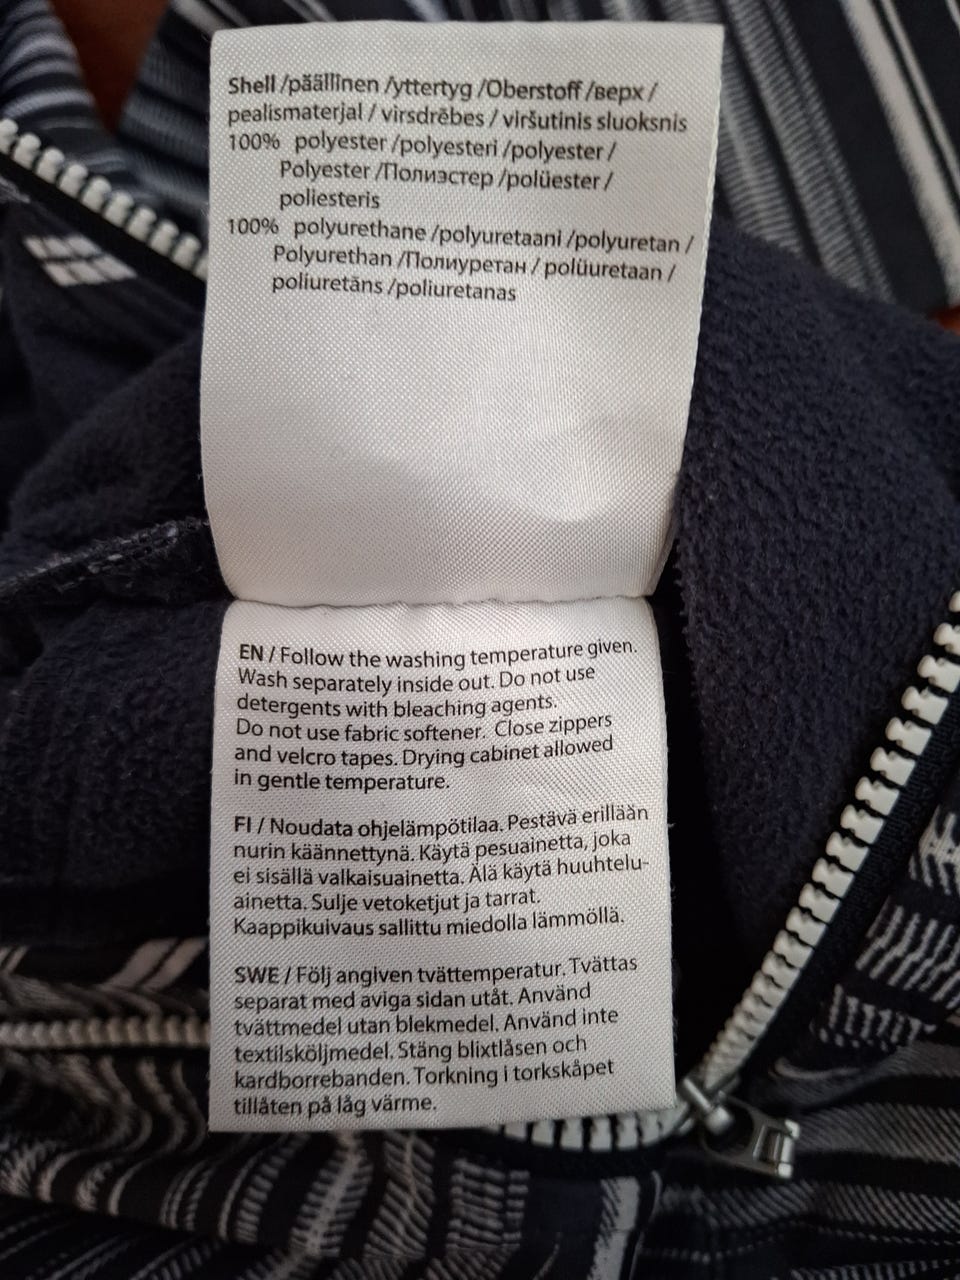 Shell /päällinen /yttertyg /Oberstoff /верх /
pealismaterjal / virsdrēbes / viršutinis sluoksnis
100% polyester /polyesteri /polyester /
Polyester /Полиэстер /polüester /
poliesteris
100% polyurethane /polyuretaani /polyuretan /
Polyurethan /Полиуретан / polüuretaan /
poliuretāns /poliuretanas
EN / Follow the washing temperature given.
Wash separately inside out. Do not use
detergents with bleaching agents.
Do not use fabric softener. Close zippers
and velcro tapes. Drying cabinet allowed
in gentle temperature.
FI / Noudata ohjelämpötilaa. Pestävä erillään
nurin käännettynä. Käytä pesuainetta, joka
ei sisällä valkaisuainetta. Älä käytä huuhtelu-
ainetta. Sulje vetoketjut ja tarrat.
Kaappikuivaus sallittu miedolla lämmöllä.
SWE / Följ angiven tvättemperatur. Tvättas
separat med aviga sidan utåt. Använd
tvättmedel utan blekmedel. Använd inte
textilsköljmedel. Stäng blixtlåsen och
kardborrebanden. Torkning i torkskåpet
tillåten på låg värme.